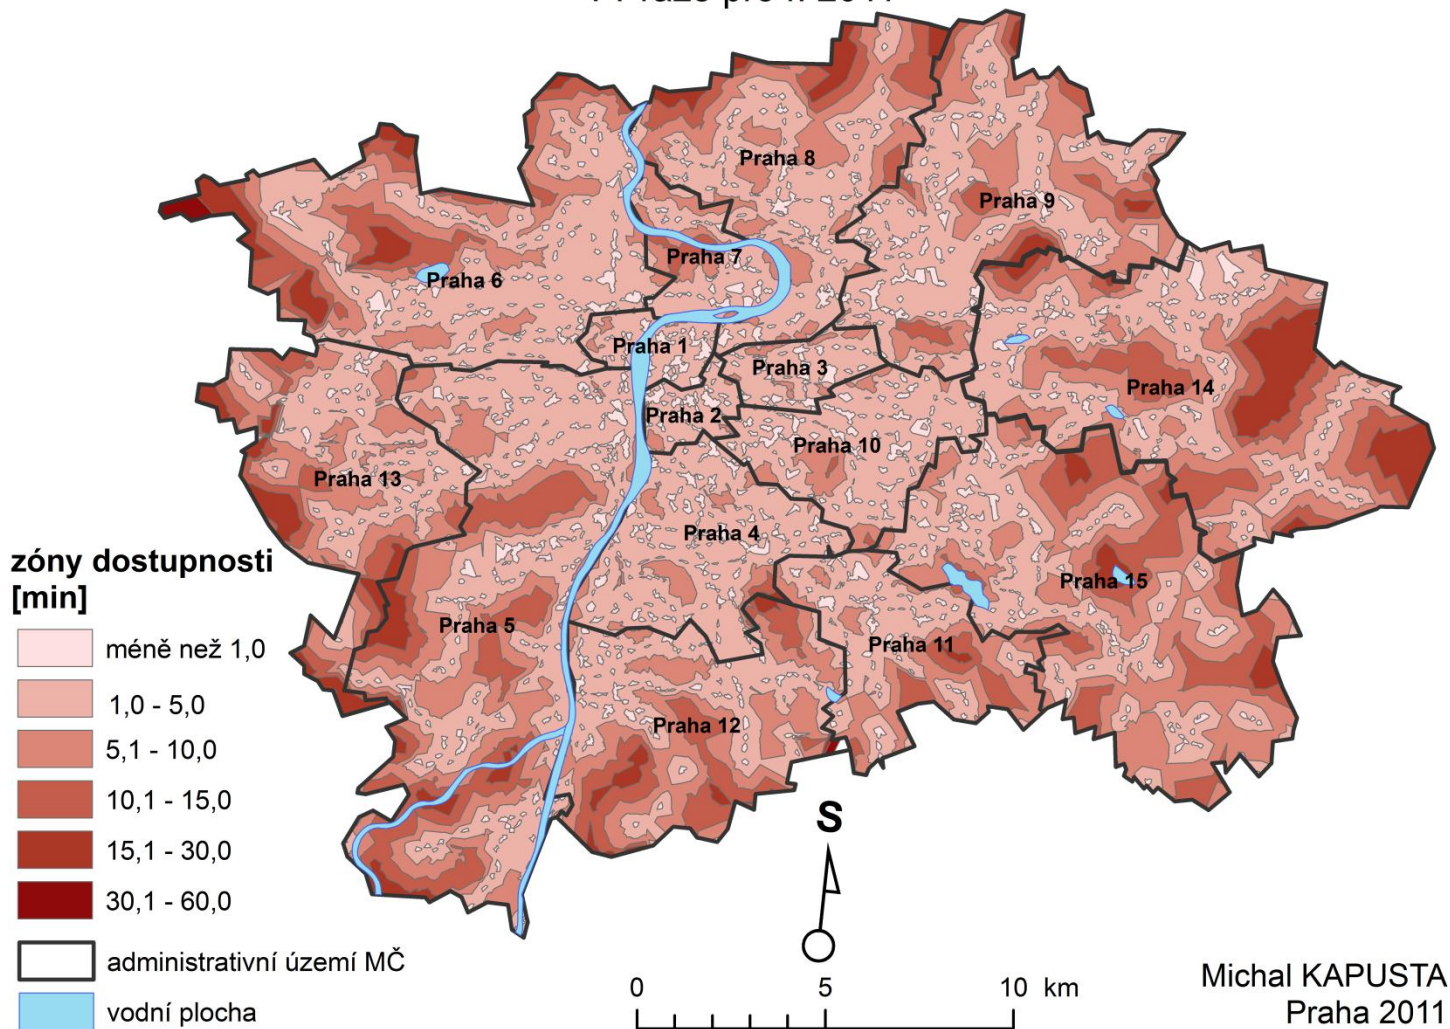 Praha 8
Praha 9
Praha 7
Praha 6
Praha 1
Praha 3
Praha 14
Praha 2
Praha 10
Praha 13
Praha 4
zóny dostupnosti
[min]
Praha 15
Praha 5
Praha 11
méně než 1,0
1,0 - 5,0
Praha 12
5,1 - 10,0
10,1 - 15,0
15,1 - 30,0
30,1 - 60,0
S
administrativní území MČ
vodní plocha
0 5 10 km
Michal KAPUSTA
Praha 2011